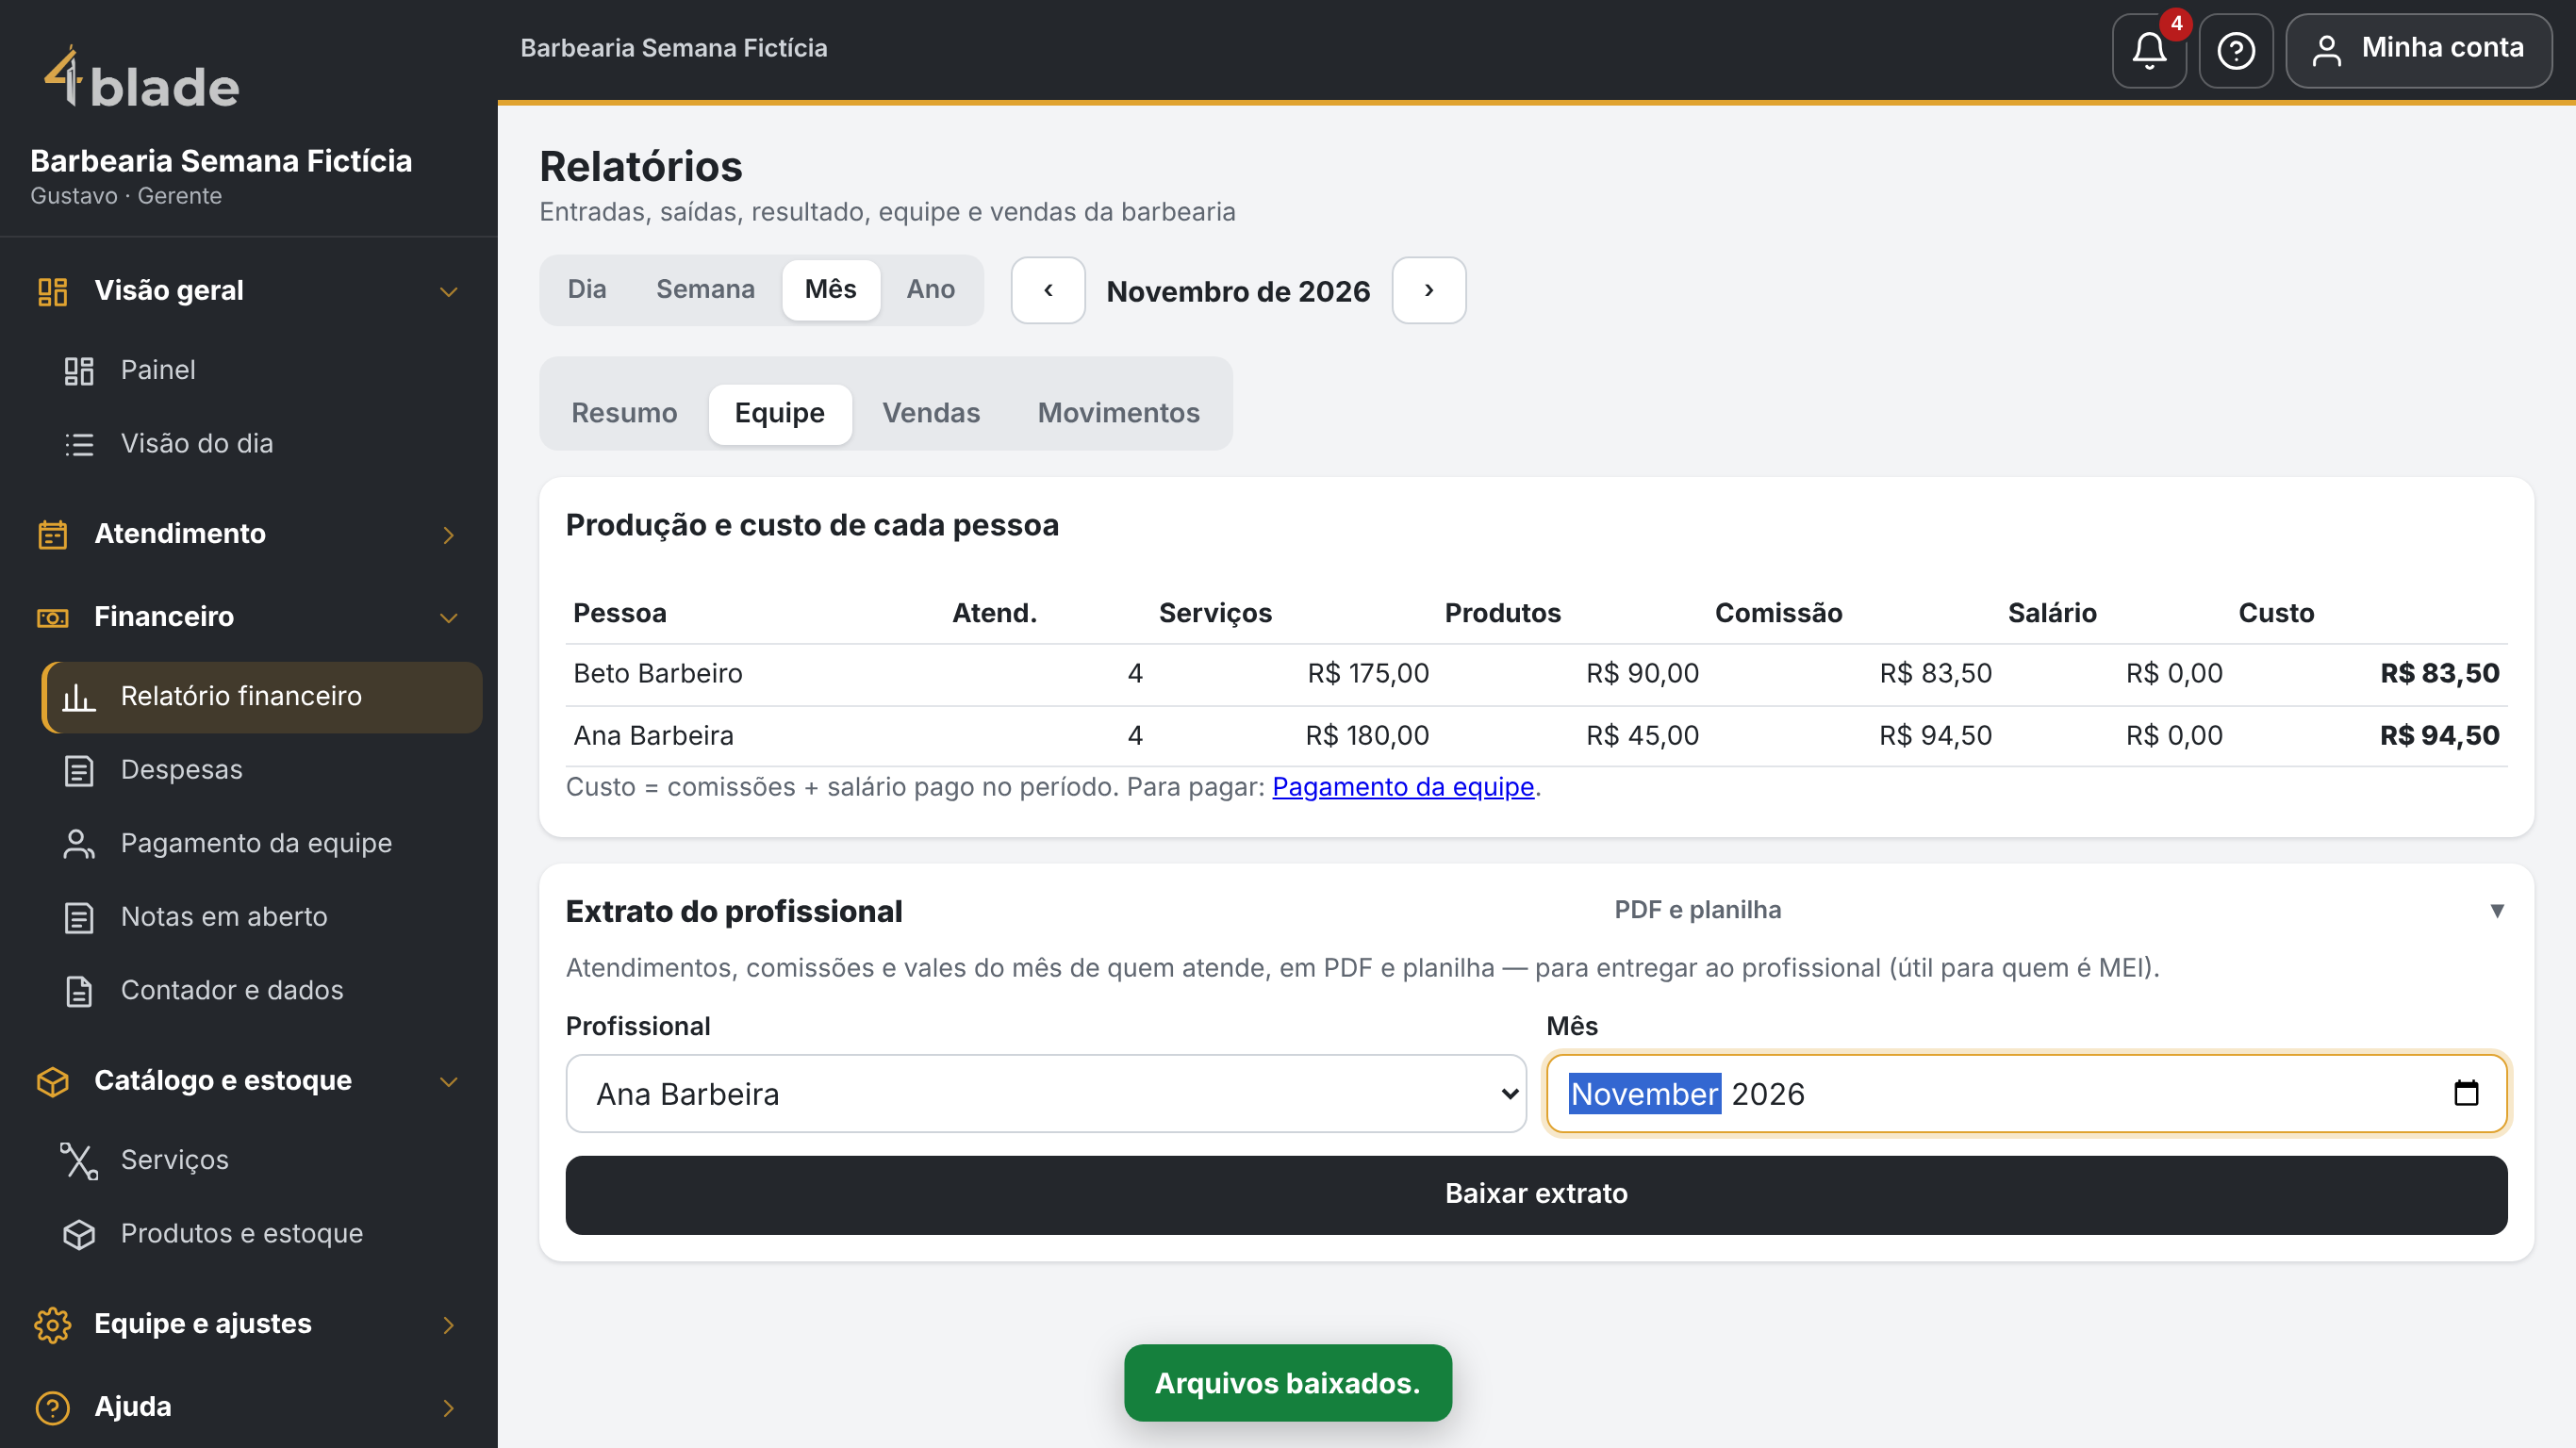 4blade
Barbearia Semana Fictícia
Gustavo · Gerente
Visão geral
Painel
Visão do dia
Atendimento
Financeiro
Relatório financeiro
Despesas
Pagamento da equipe
Notas em aberto
Contador e dados
Catálogo e estoque
Serviços
Produtos e estoque
Equipe e ajustes
Ajuda
Barbearia Semana Fictícia
4
Minha conta
Relatórios
Entradas, saídas, resultado, equipe e vendas da barbearia
Dia Semana Mês Ano ‹ Novembro de 2026 ›
Resumo Equipe Vendas Movimentos
Produção e custo de cada pessoa
Pessoa Atend. Serviços Produtos Comissão Salário Custo
Beto Barbeiro 4 R$ 175,00 R$ 90,00 R$ 83,50 R$ 0,00 R$ 83,50
Ana Barbeira 4 R$ 180,00 R$ 45,00 R$ 94,50 R$ 0,00 R$ 94,50
Custo = comissões + salário pago no período. Para pagar: Pagamento da equipe.
Extrato do profissional PDF e planilha ▼
Atendimentos, comissões e vales do mês de quem atende, em PDF e planilha — para entregar ao profissional (útil para quem é MEI).
Profissional Mês
Ana Barbeira November 2026
Baixar extrato
Arquivos baixados.